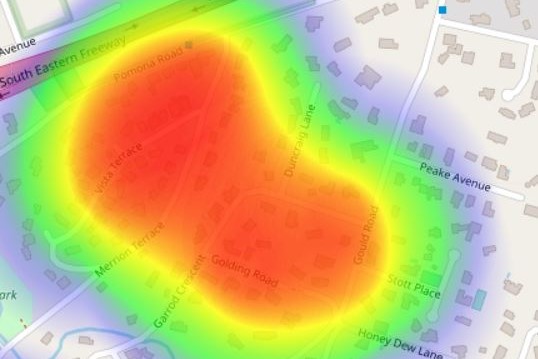 Avenue
South Eastern Freeway
Pomona Road
Vista Terrace
Duncraig Lane
Peake Avenue
Merrion Terrace
Gould Road
Golding Road
Garrod Crescent
Stott Place
ark
Honey Dew Lane